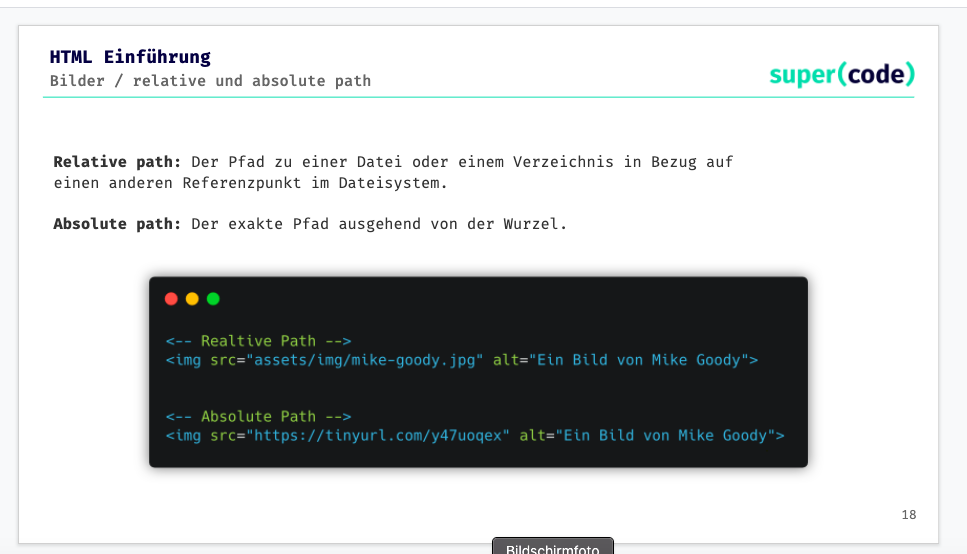 HTML Einführung
Bilder / relative und absolute path
super(code)
Relative path: Der Pfad zu einer Datei oder einem Verzeichnis in Bezug auf
einen anderen Referenzpunkt im Dateisystem.
Absolute path: Der exakte Pfad ausgehend von der Wurzel.
<-- Realtive Path -->
<img src="assets/img/mike-goody.jpg" alt="Ein Bild von Mike Goody">
<-- Absolute Path -->
<img src="https://tinyurl.com/y47uoqex" alt="Ein Bild von Mike Goody">
18
Bildschirmfoto